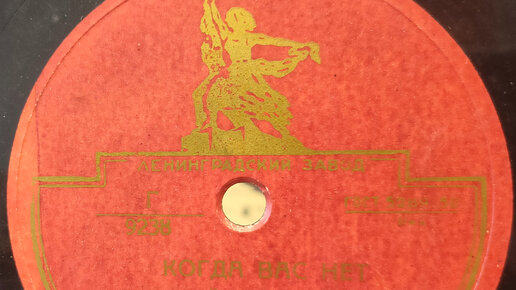 ЛЕНИНГРАДСКИЙ ЗАВОД
Г
9238
КОГДА ВАС НЕТ